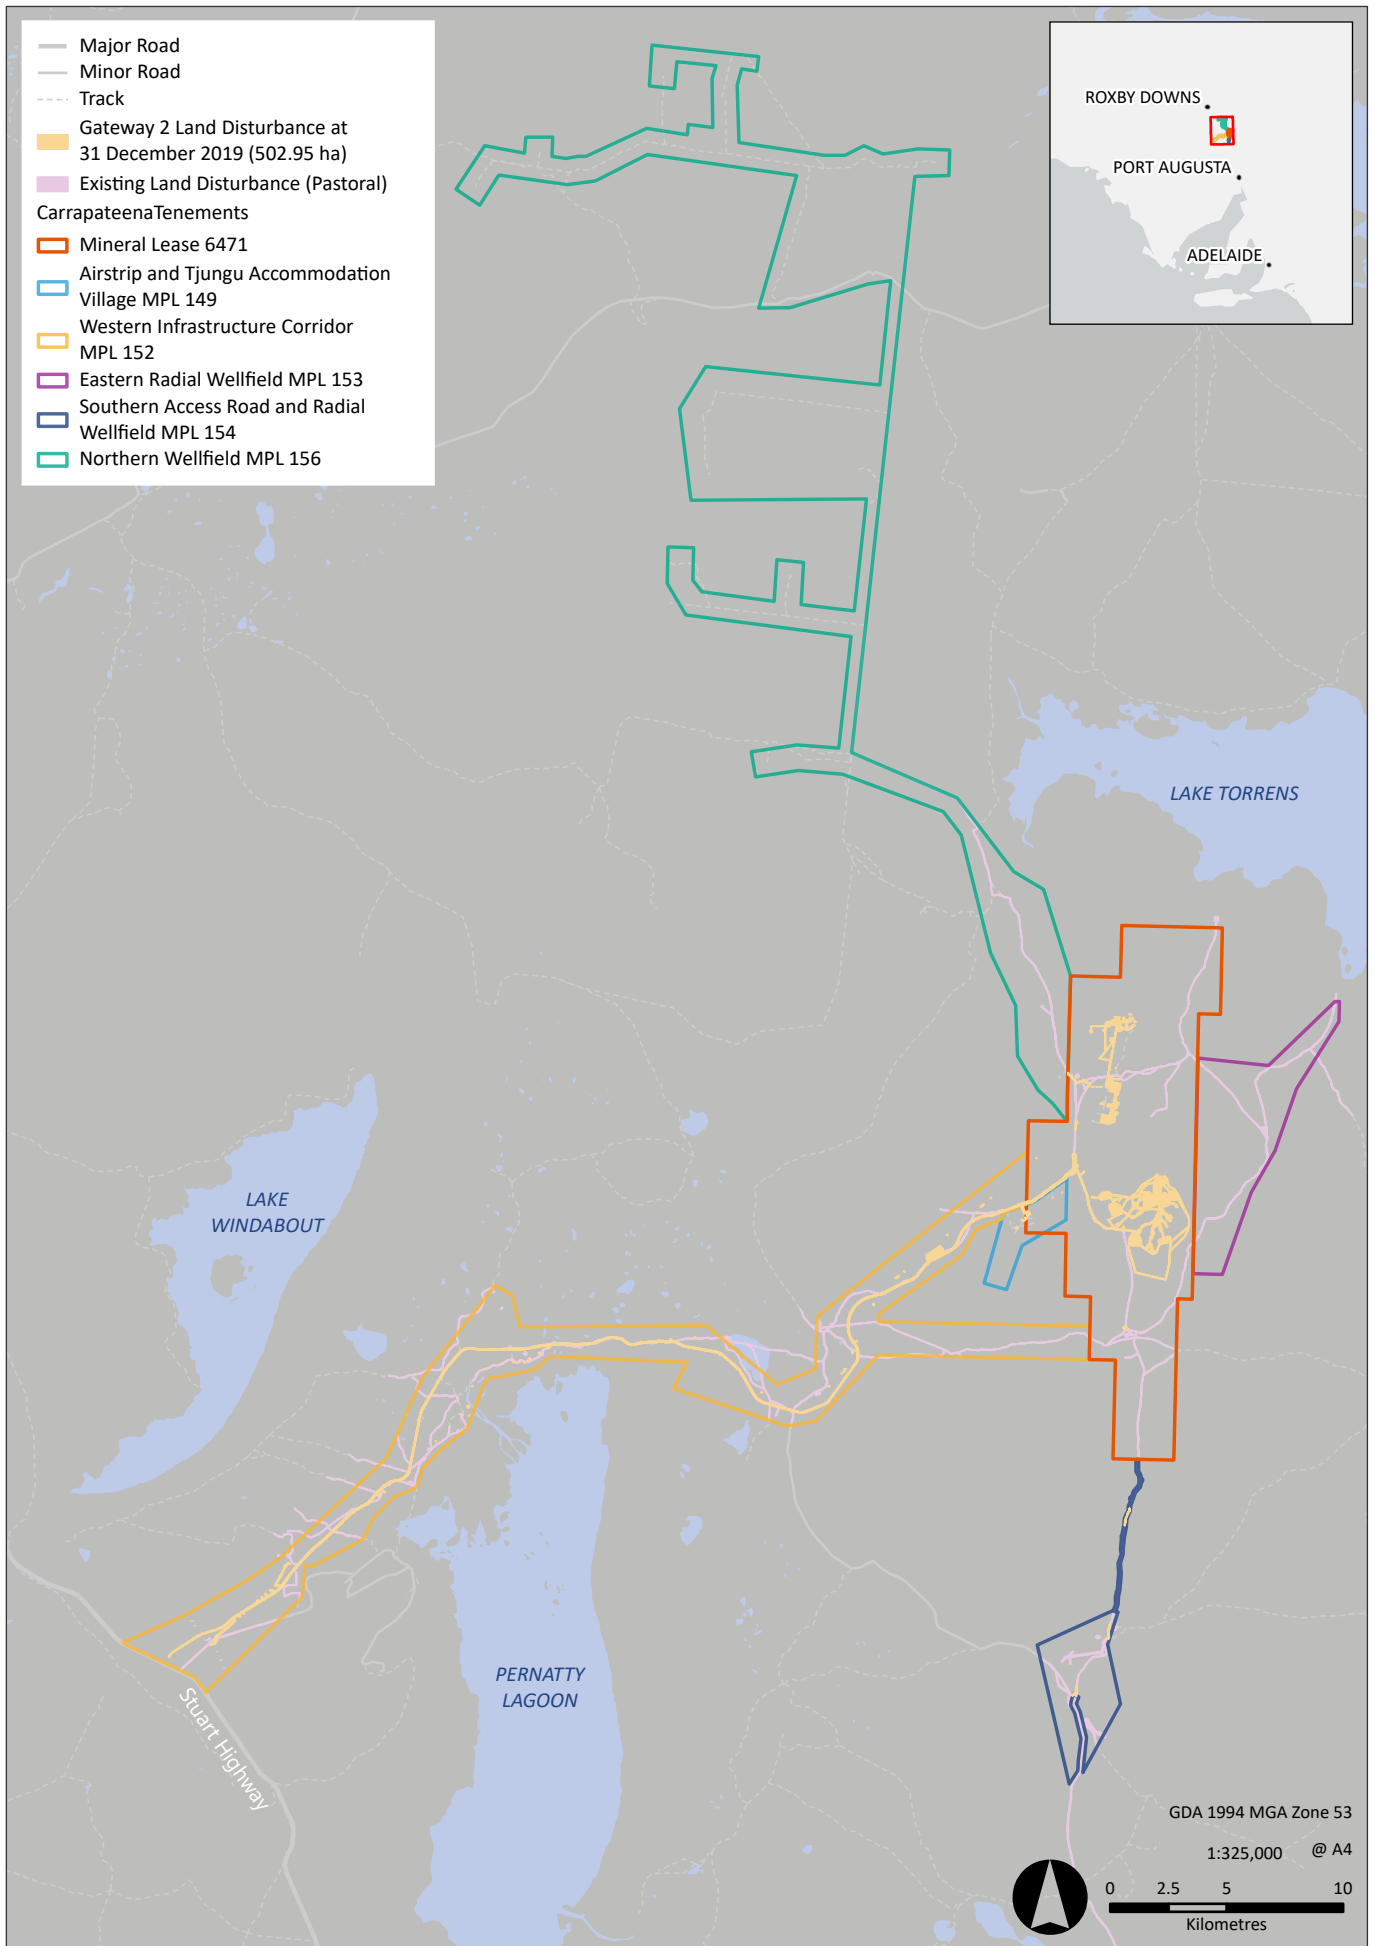 Major Road
Minor Road
Track
Gateway 2 Land Disturbance at
31 December 2019 (502.95 ha)
Existing Land Disturbance (Pastoral)
CarrapateenaTenements
Mineral Lease 6471
Airstrip and Tjungu Accommodation
Village MPL 149
Western Infrastructure Corridor
MPL 152
Eastern Radial Wellfield MPL 153
Southern Access Road and Radial
Wellfield MPL 154
Northern Wellfield MPL 156
ROXBY DOWNS
PORT AUGUSTA
ADELAIDE
LAKE TORRENS
LAKE
WINDABOUT
PERNATTY
LAGOON
Stuart Highway
GDA 1994 MGA Zone 53
1:325,000 @ A4
0 2.5 5 10
Kilometres